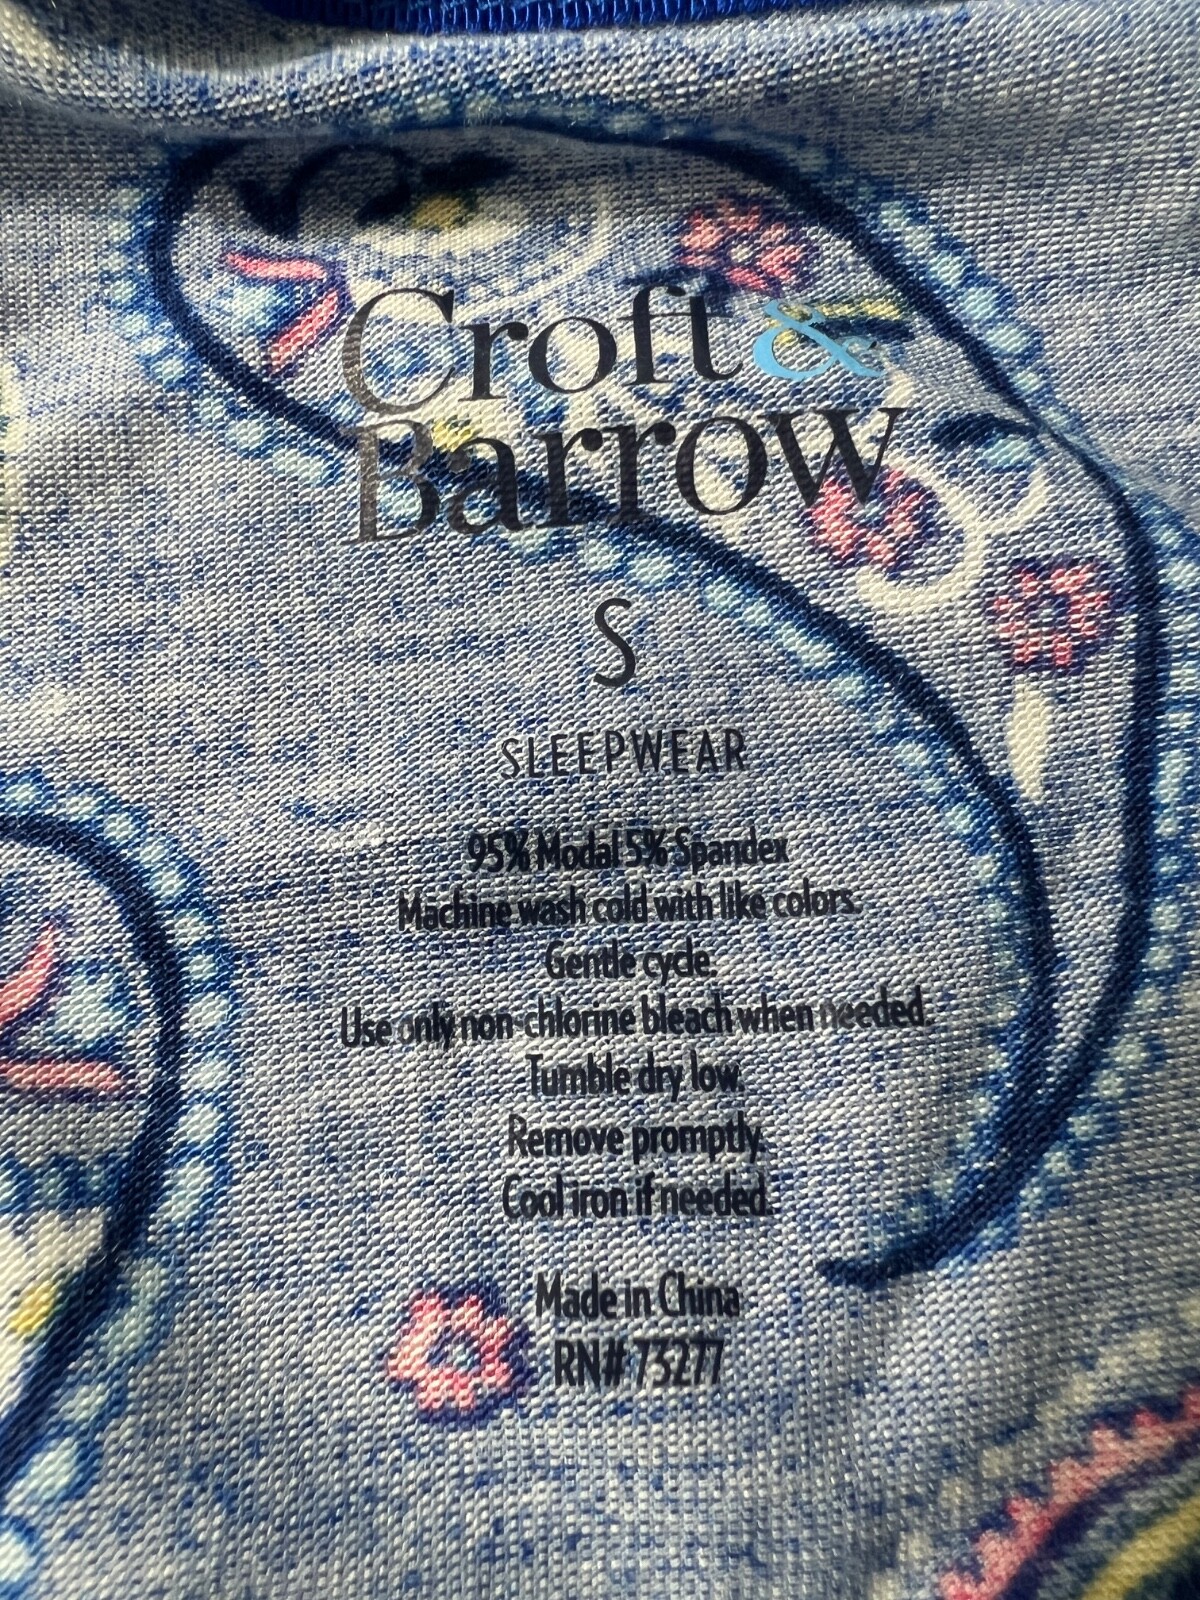 Croft &
Barrow
S
SLEEPWEAR
95% Modal 5% Spandex
Machine wash cold with like colors.
Gentle cycle.
Use only non-chlorine bleach when needed.
Tumble dry low.
Remove promptly.
Cool iron if needed.
Made in China
RN# 73277